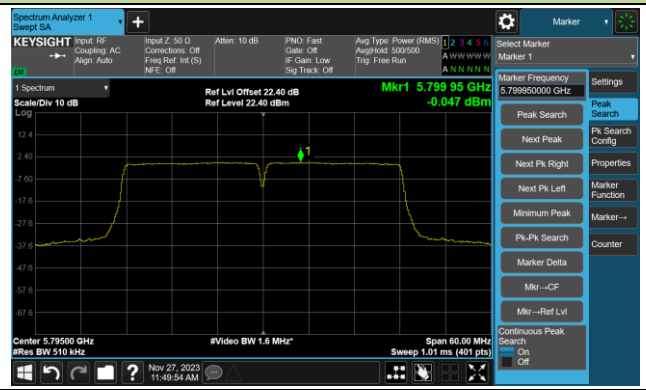 Spectrum Analyzer 1
Swept SA
+
Marker
KEYSIGHT
Input: RF
Coupling: AC
Align: Auto
Input Z: 50 Ω
Corrections: Off
Freq Ref: Int (S)
NFE: Off
Atten: 10 dB
PNO: Fast
Gate: Off
IF Gain: Low
Sig Track: Off
Avg Type: Power (RMS)
Avg|Hold: 500/500
Trig: Free Run
1 2 3 4 5 6
A W W W W W
A N N N N N
Select Marker
Marker 1
1 Spectrum
Scale/Div 10 dB
Log
Ref Lvl Offset 22.40 dB
Ref Level 22.40 dBm
Mkr1 5.799 95 GHz
-0.047 dBm
12.4
2.40
-7.60
-17.6
-27.6
-37.6
-47.6
-57.6
-67.6
1
Center 5.79500 GHz
#Res BW 510 kHz
#Video BW 1.6 MHz*
Span 60.00 MHz
Sweep 1.01 ms (401 pts)
Marker Frequency
5.799950000 GHz
Peak Search
Next Peak
Next Pk Right
Next Pk Left
Minimum Peak
Pk-Pk Search
Marker Delta
Mkr→CF
Mkr→Ref Lvl
Continuous Peak
Search
On
Off
Settings
Peak
Search
Pk Search
Config
Properties
Marker
Function
Marker→
Counter
?
Nov 27, 2023
11:49:54 AM